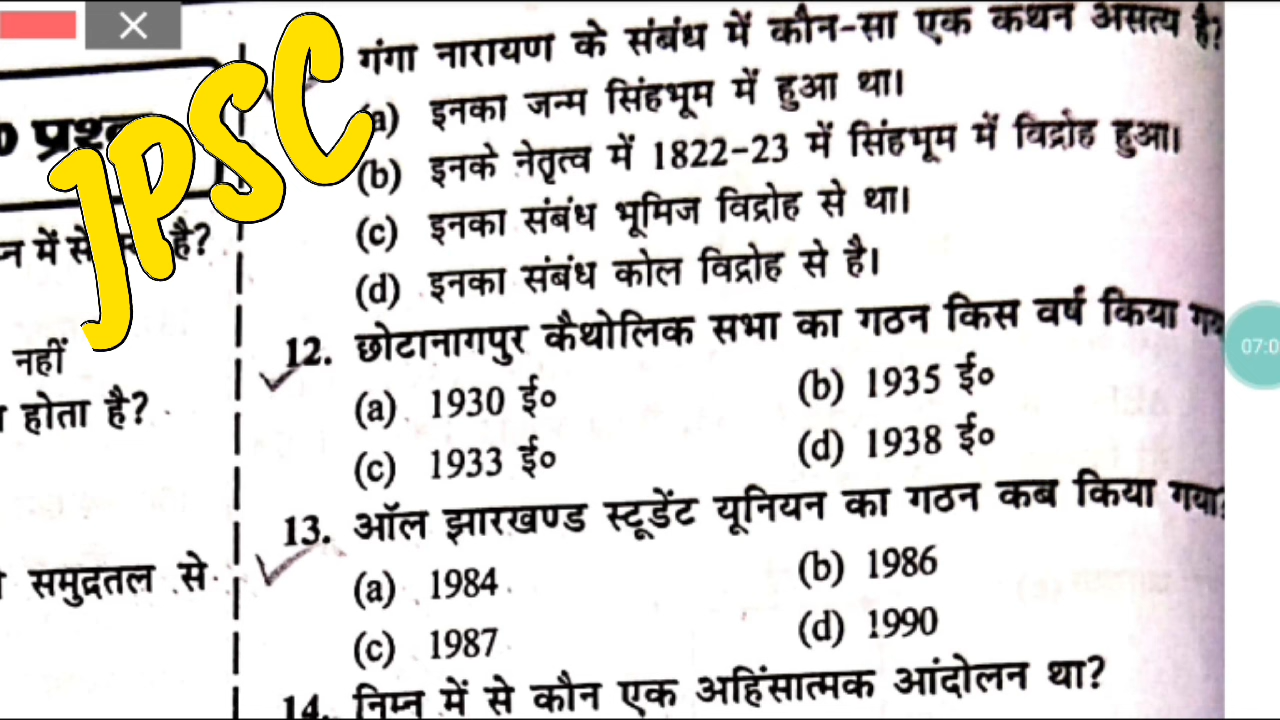 JPSC
प्रश्न
न में से है?
नहीं
होता है?
समुद्रतल से
गंगा नारायण के संबंध में कौन-सा एक कथन असत्य है?
(a) इनका जन्म सिंहभूम में हुआ था।
(b) इनके नेतृत्व में 1822-23 में सिंहभूम में विद्रोह हुआ।
(c) इनका संबंध भूमिज विद्रोह से था।
(d) इनका संबंध कोल विद्रोह से है।
12. छोटानागपुर कैथोलिक सभा का गठन किस वर्ष किया
(a) 1930 ई०
(b) 1935 ई०
(c) 1933 ई०
(d) 1938 ई०
13. ऑल झारखण्ड स्टूडेंट यूनियन का गठन कब किया गया?
(a) 1984
(b) 1986
(c) 1987
(d) 1990
14. निम्न में से कौन एक अहिंसात्मक आंदोलन था?
07:0